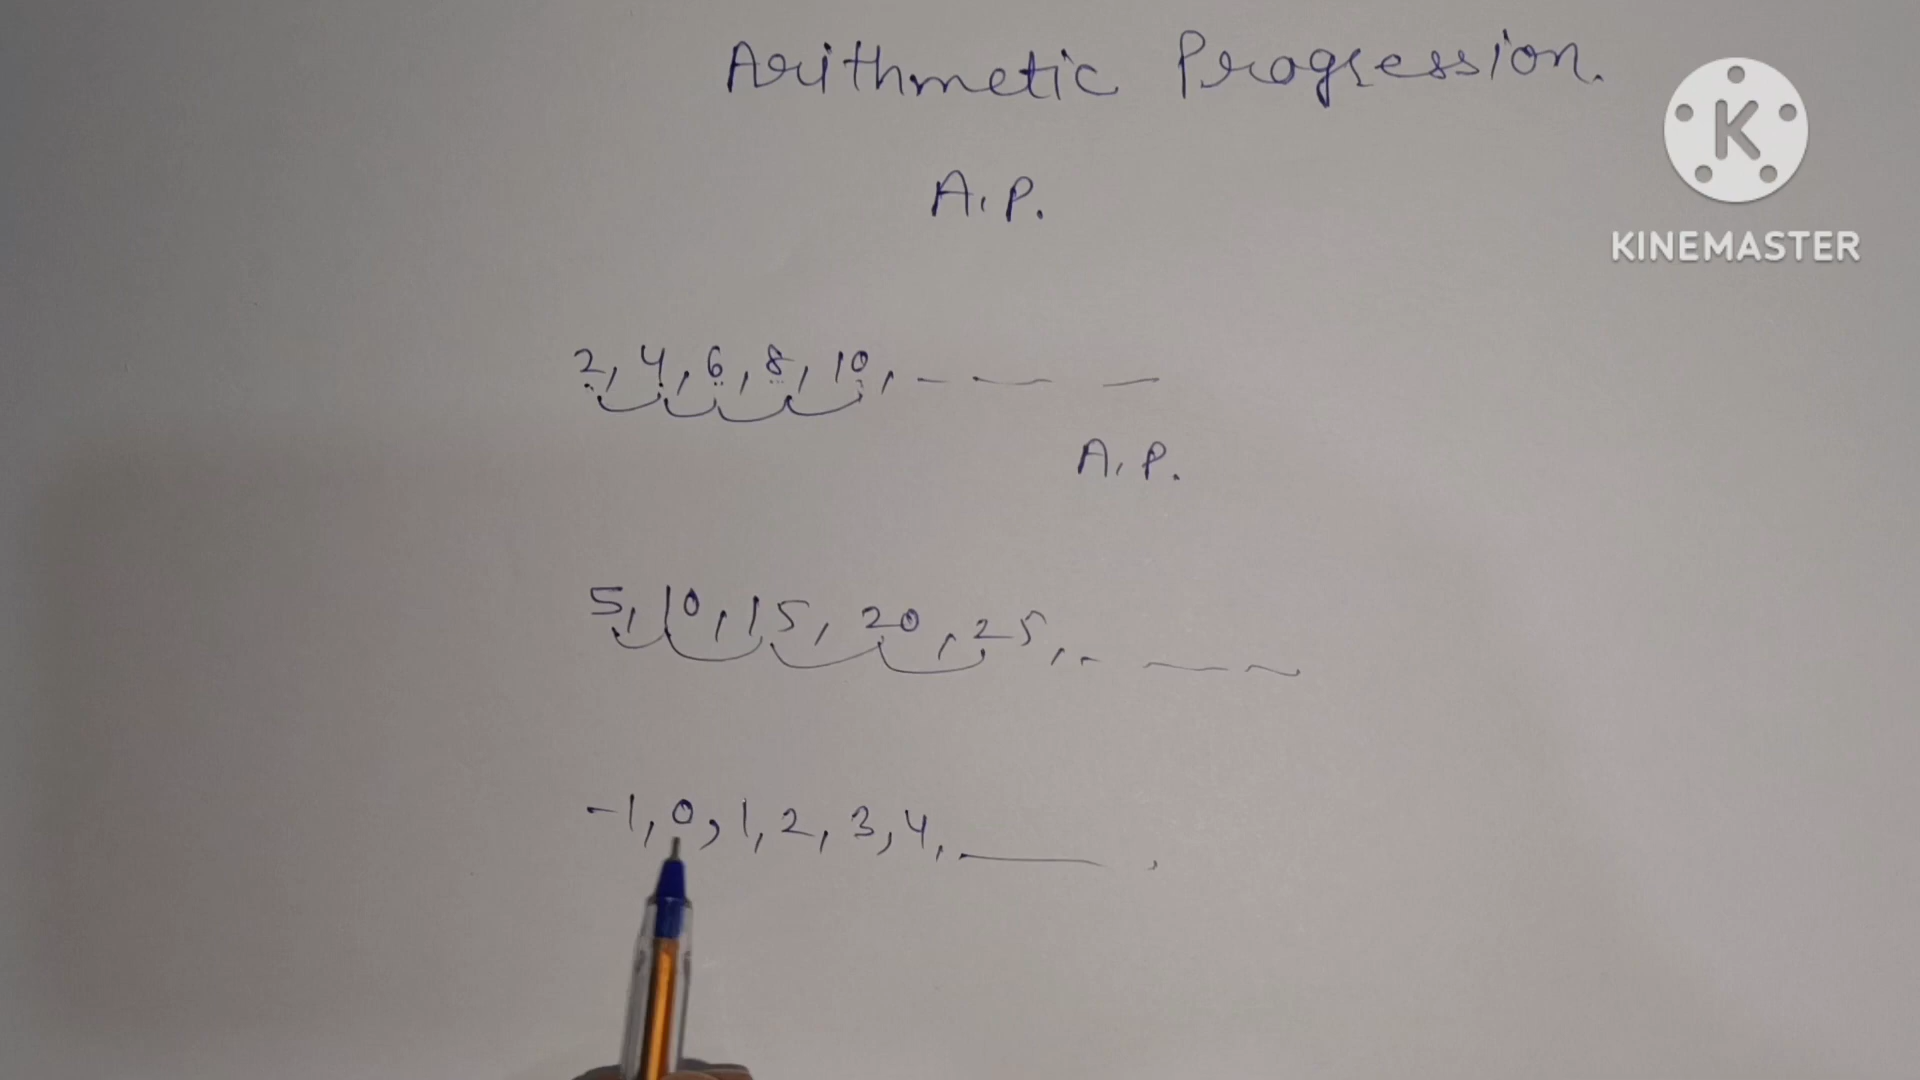 Arithmetic Progression.
K
KINEMASTER
A.P.
2, 4, 6, 8, 10, - — —
A.P.
5, 10, 15, 20, 25, - — ~
-1, 0, 1, 2, 3, 4, —— .